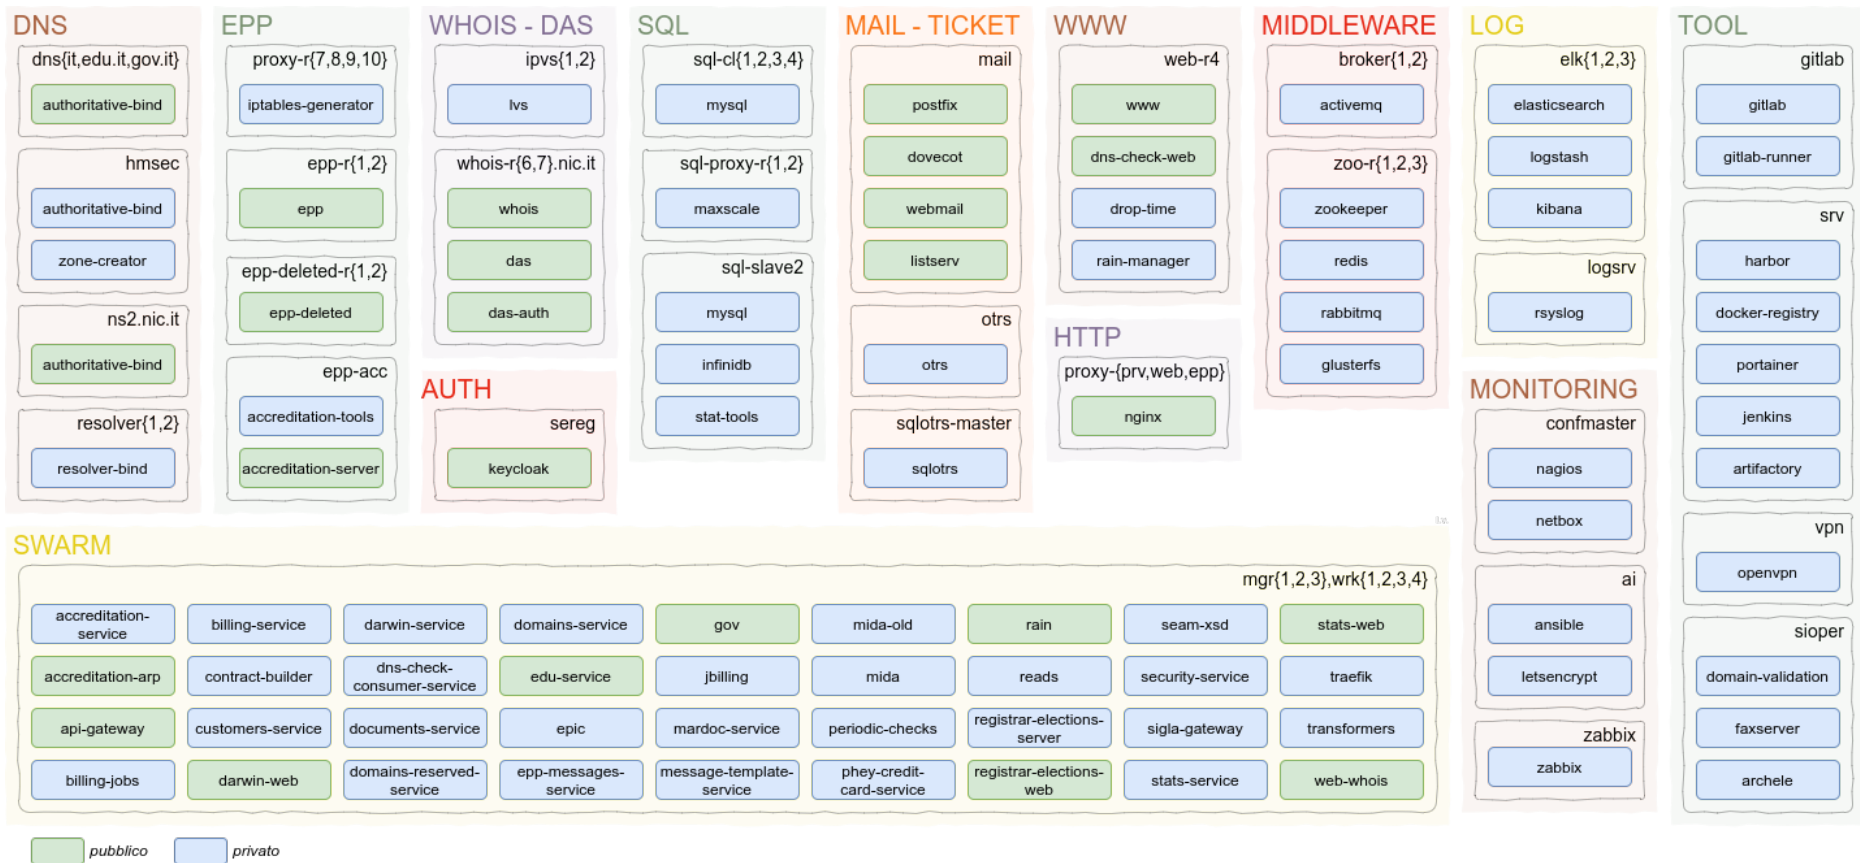 DNS
dns{it,edu.it,gov.it}
authoritative-bind
hmsec
authoritative-bind
zone-creator
ns2.nic.it
authoritative-bind
resolver{1,2}
resolver-bind
EPP
proxy-r{7,8,9,10}
iptables-generator
epp-r{1,2}
epp
epp-deleted-r{1,2}
epp-deleted
epp-acc
accreditation-tools
accreditation-server
WHOIS - DAS
ipvs{1,2}
lvs
whois-r{6,7}.nic.it
whois
das
das-auth
AUTH
sereg
keycloak
SQL
sql-cl{1,2,3,4}
mysql
sql-proxy-r{1,2}
maxscale
sql-slave2
mysql
infinidb
stat-tools
MAIL - TICKET
mail
postfix
dovecot
webmail
listserv
otrs
otrs
sqlotrs-master
sqlotrs
WWW
web-r4
www
dns-check-web
drop-time
rain-manager
HTTP
proxy-{prv,web,epp}
nginx
MIDDLEWARE
broker{1,2}
activemq
zoo-r{1,2,3}
zookeeper
redis
rabbitmq
glusterfs
LOG
elk{1,2,3}
elasticsearch
logstash
kibana
logsrv
rsyslog
MONITORING
confmaster
nagios
netbox
ai
ansible
letsencrypt
zabbix
zabbix
TOOL
gitlab
gitlab
gitlab-runner
srv
harbor
docker-registry
portainer
jenkins
artifactory
vpn
openvpn
sioper
domain-validation
faxserver
archele
SWARM
mgr{1,2,3},wrk{1,2,3,4}
accreditation-
service
billing-service
darwin-service
domains-service
gov
mida-old
rain
seam-xsd
stats-web
accreditation-arp
contract-builder
dns-check-
consumer-service
edu-service
jbilling
mida
reads
security-service
traefik
api-gateway
customers-service
documents-service
epic
mardoc-service
periodic-checks
registrar-elections-
server
sigla-gateway
transformers
billing-jobs
darwin-web
domains-reserved-
service
epp-messages-
service
message-template-
service
phey-credit-
card-service
registrar-elections-
web
stats-service
web-whois
pubblico
privato